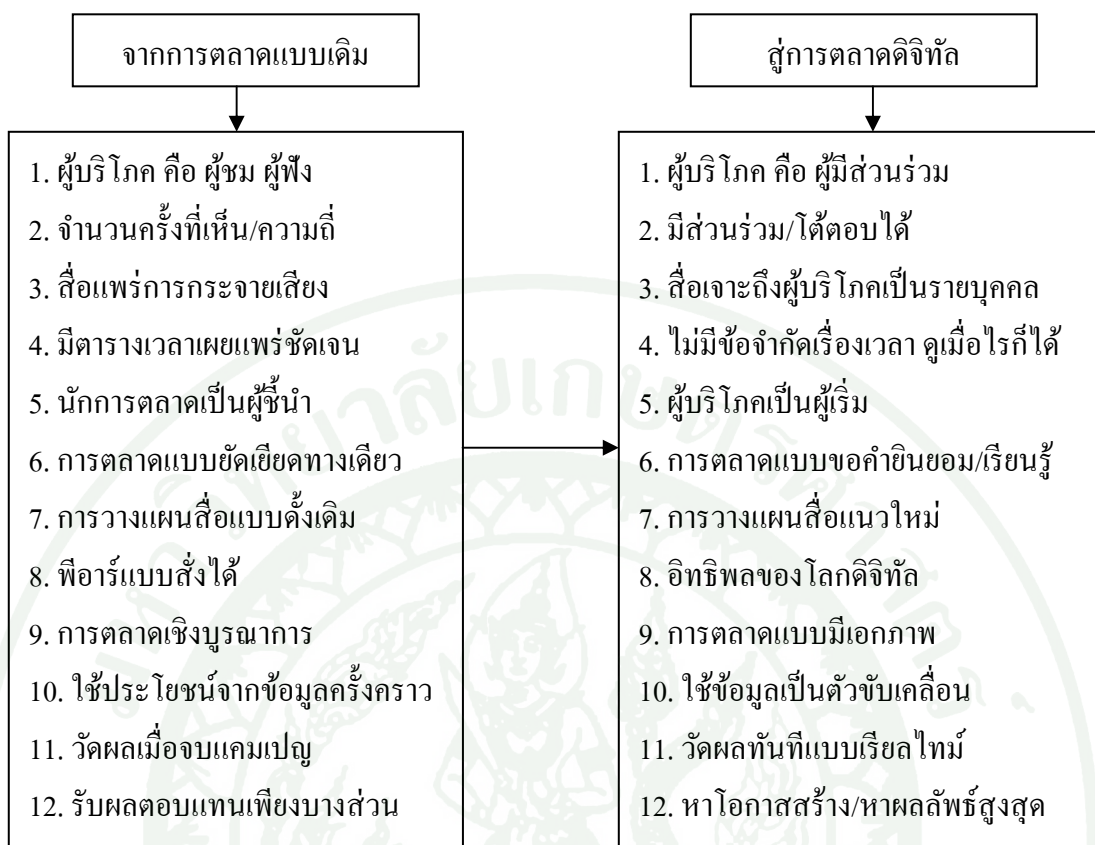 จากการตลาดแบบเดิม
1. ผู้บริโภค คือ ผู้ชม ผู้ฟัง
2. จำนวนครั้งที่เห็น/ความถี่
3. สื่อแพร่การกระจายเสียง
4. มีตารางเวลาเผยแพร่ชัดเจน
5. นักการตลาดเป็นผู้ชี้นำ
6. การตลาดแบบยัดเยียดทางเดียว
7. การวางแผนสื่อแบบดั้งเดิม
8. พีอาร์แบบสั่งได้
9. การตลาดเชิงบูรณาการ
10. ใช้ประโยชน์จากข้อมูลครั้งคราว
11. วัดผลเมื่อจบแคมเปญ
12. รับผลตอบแทนเพียงบางส่วน
สู่การตลาดดิจิทัล
1. ผู้บริโภค คือ ผู้มีส่วนร่วม
2. มีส่วนร่วม/โต้ตอบได้
3. สื่อเจาะถึงผู้บริโภคเป็นรายบุคคล
4. ไม่มีข้อจำกัดเรื่องเวลา ดูเมื่อไรก็ได้
5. ผู้บริโภคเป็นผู้เริ่ม
6. การตลาดแบบขอคำยินยอม/เรียนรู้
7. การวางแผนสื่อแนวใหม่
8. อิทธิพลของโลกดิจิทัล
9. การตลาดแบบมีเอกภาพ
10. ใช้ข้อมูลเป็นตัวขับเคลื่อน
11. วัดผลทันทีแบบเรียลไทม์
12. หาโอกาสสร้าง/หาผลลัพธ์สูงสุด